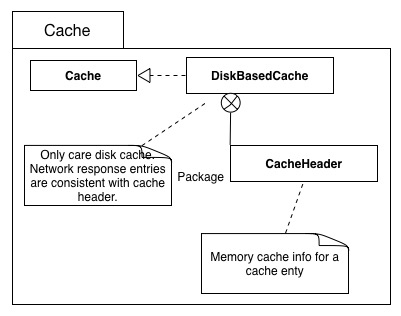 Cache
Cache
DiskBasedCache
Only care disk cache.
Network response entries
are consistent with cache
header.
Package
CacheHeader
Memory cache info for a
cache enty